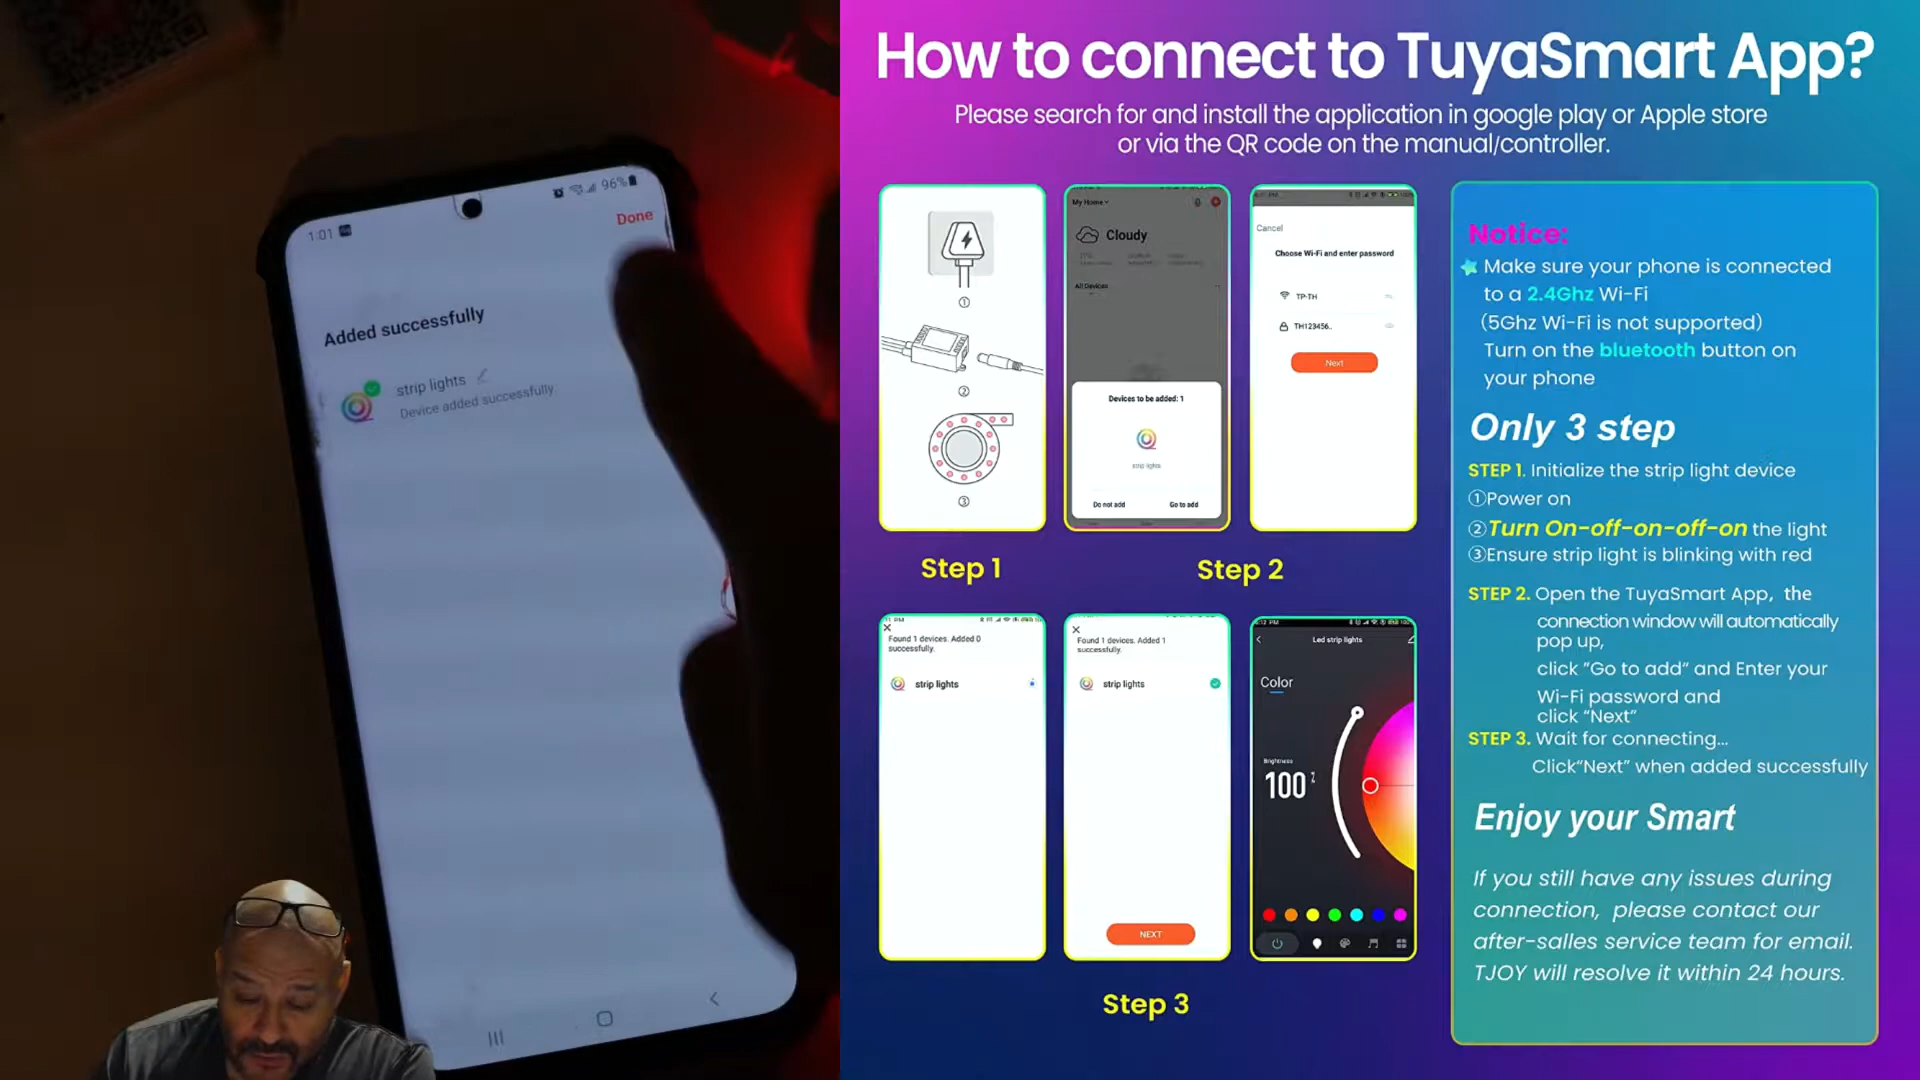 1:01
96%
Done
Added successfully
strip lights
Device added successfully
How to connect to TuyaSmart App?
Please search for and install the application in google play or Apple store
or via the QR code on the manual/controller.
①
②
③
Step 1
My Home
Cloudy
All Devices
Devices to be added: 1
strip lights
Do not add
Go to add
Cancel
Choose Wi-Fi and enter password
TP-TH
TH123456..
Next
Step 2
Found 1 devices. Added 0
successfully.
strip lights
Found 1 devices. Added 1
successfully.
strip lights
NEXT
Led strip lights
Color
Brightness
100
Step 3
Notice:
Make sure your phone is connected
to a 2.4Ghz Wi-Fi
(5Ghz Wi-Fi is not supported)
Turn on the bluetooth button on
your phone
Only 3 step
STEP 1. Initialize the strip light device
①Power on
②Turn On-off-on-off-on the light
③Ensure strip light is blinking with red
STEP 2. Open the TuyaSmart App, the
connection window will automatically
pop up,
click "Go to add" and Enter your
Wi-Fi password and
click "Next"
STEP 3. Wait for connecting...
Click"Next" when added successfully
Enjoy your Smart
If you still have any issues during
connection, please contact our
after-salles service team for email.
TJOY will resolve it within 24 hours.